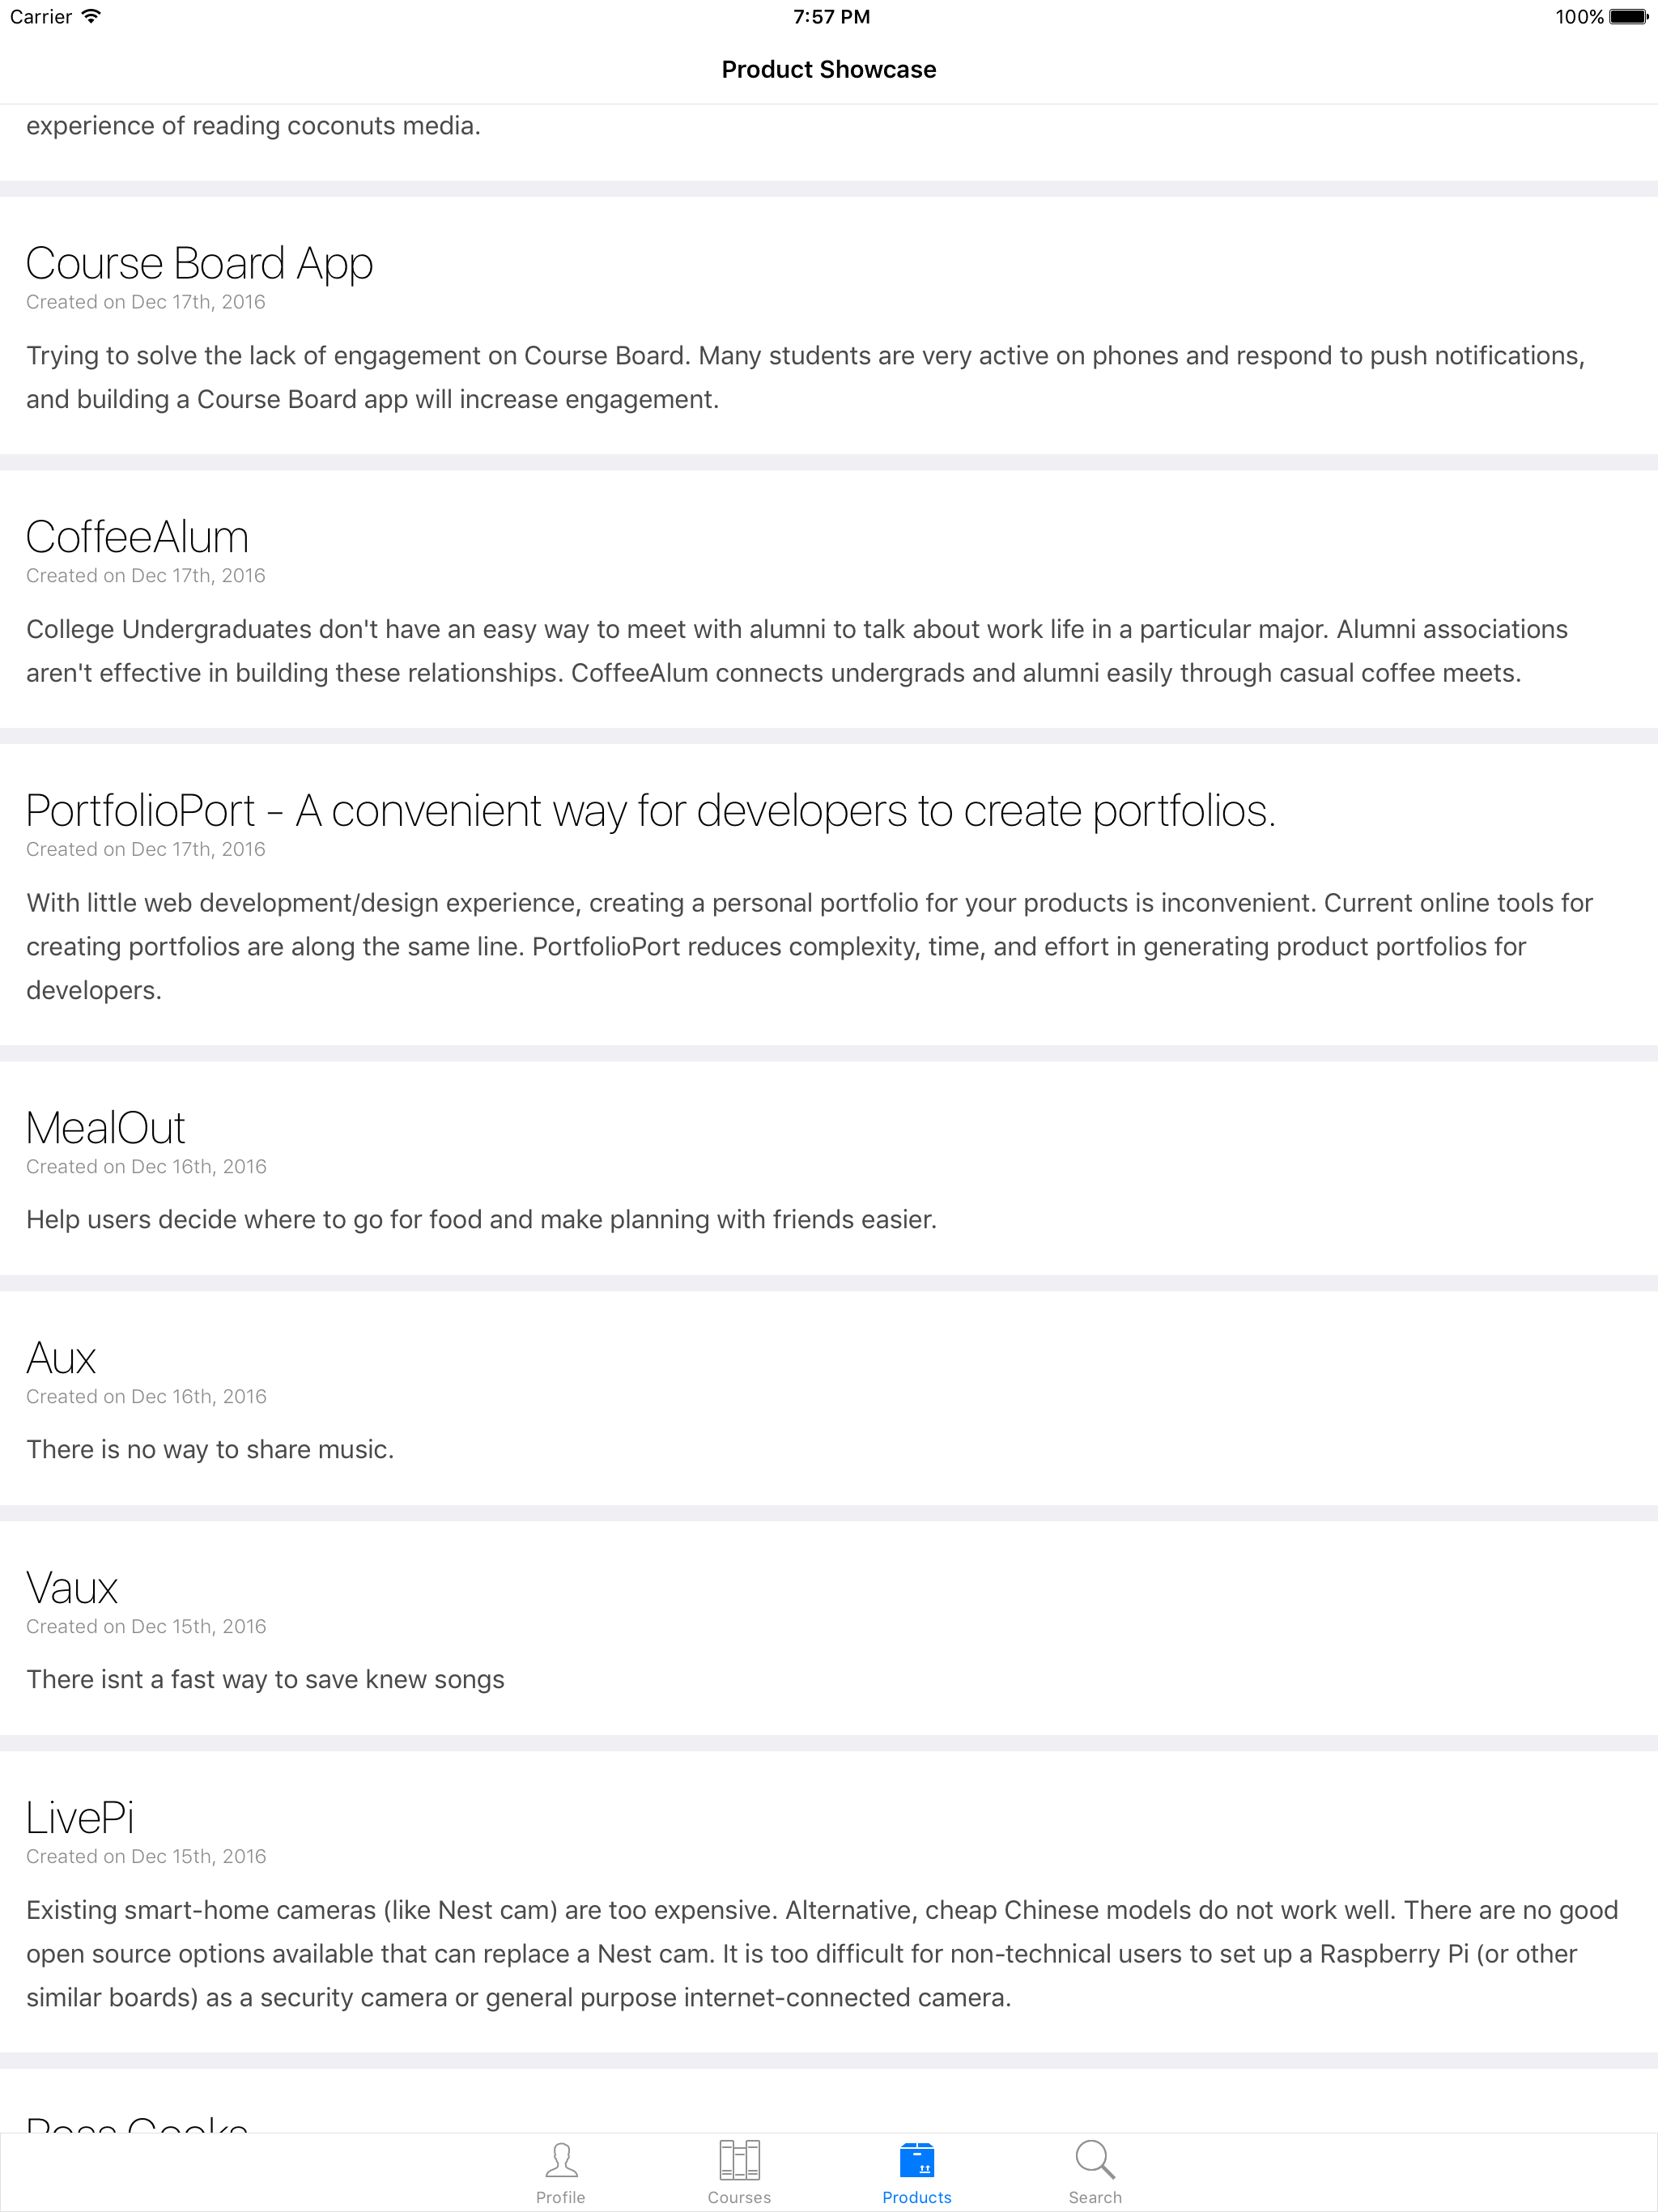 Carrier 7:57 PM 100%
Product Showcase
experience of reading coconuts media.
Course Board App
Created on Dec 17th, 2016
Trying to solve the lack of engagement on Course Board. Many students are very active on phones and respond to push notifications,
and building a Course Board app will increase engagement.
CoffeeAlum
Created on Dec 17th, 2016
College Undergraduates don't have an easy way to meet with alumni to talk about work life in a particular major. Alumni associations
aren't effective in building these relationships. CoffeeAlum connects undergrads and alumni easily through casual coffee meets.
PortfolioPort - A convenient way for developers to create portfolios.
Created on Dec 17th, 2016
With little web development/design experience, creating a personal portfolio for your products is inconvenient. Current online tools for
creating portfolios are along the same line. PortfolioPort reduces complexity, time, and effort in generating product portfolios for
developers.
MealOut
Created on Dec 16th, 2016
Help users decide where to go for food and make planning with friends easier.
Aux
Created on Dec 16th, 2016
There is no way to share music.
Vaux
Created on Dec 15th, 2016
There isnt a fast way to save knew songs
LivePi
Created on Dec 15th, 2016
Existing smart-home cameras (like Nest cam) are too expensive. Alternative, cheap Chinese models do not work well. There are no good
open source options available that can replace a Nest cam. It is too difficult for non-technical users to set up a Raspberry Pi (or other
similar boards) as a security camera or general purpose internet-connected camera.
Profile Courses Products Search